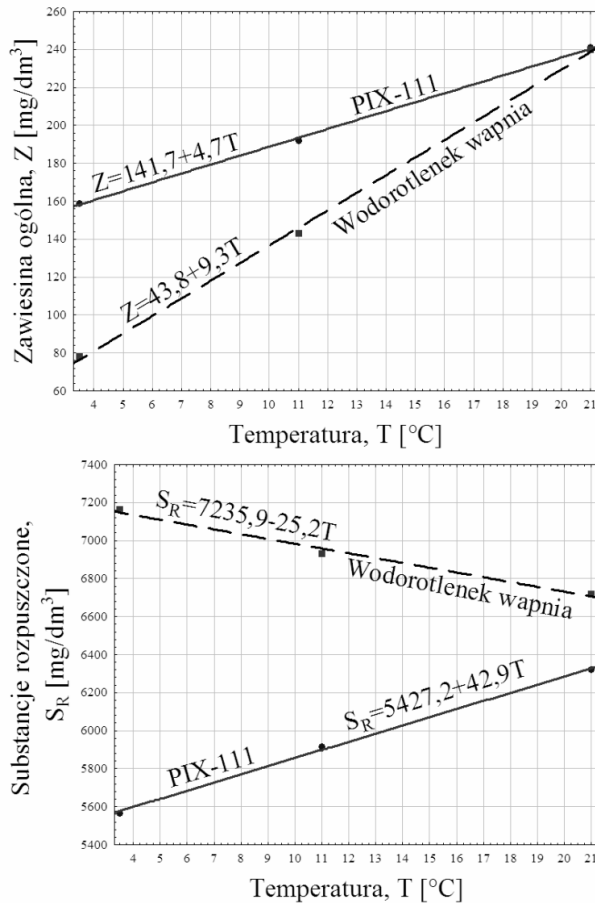 Zawiesina ogólna, Z [mg/dm³]
260
240
220
200
180
160
140
120
100
80
60
PIX-111
Z=141,7+4,7T
Wodorotlenek wapnia
Z=43,8+9,3T
4 5 6 7 8 9 10 11 12 13 14 15 16 17 18 19 20 21
Temperatura, T [°C]
Substancje rozpuszczone,
S_R [mg/dm³]
7400
7200
7000
6800
6600
6400
6200
6000
5800
5600
5400
S_R=7235,9-25,2T
Wodorotlenek wapnia
S_R=5427,2+42,9T
PIX-111
4 5 6 7 8 9 10 11 12 13 14 15 16 17 18 19 20 21
Temperatura, T [°C]